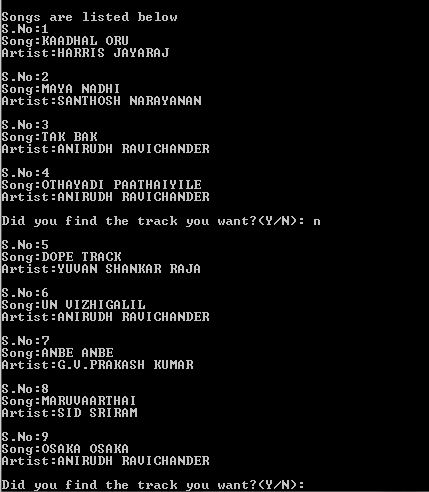 Songs are listed below
S.No:1
Song:KAADHAL ORU
Artist:HARRIS JAYARAJ
S.No:2
Song:MAYA NADHI
Artist:SANTHOSH NARAYANAN
S.No:3
Song:TAK BAK
Artist:ANIRUDH RAVICHANDER
S.No:4
Song:OTHAYADI PAATHAIYILE
Artist:ANIRUDH RAVICHANDER
Did you find the track you want?(Y/N): n
S.No:5
Song:DOPE TRACK
Artist:YUVAN SHANKAR RAJA
S.No:6
Song:UN VIZHIGALIL
Artist:ANIRUDH RAVICHANDER
S.No:7
Song:ANBE ANBE
Artist:G.V.PRAKASH KUMAR
S.No:8
Song:MARUVAARTHAI
Artist:SID SRIRAM
S.No:9
Song:OSAKA OSAKA
Artist:ANIRUDH RAVICHANDER
Did you find the track you want?(Y/N):